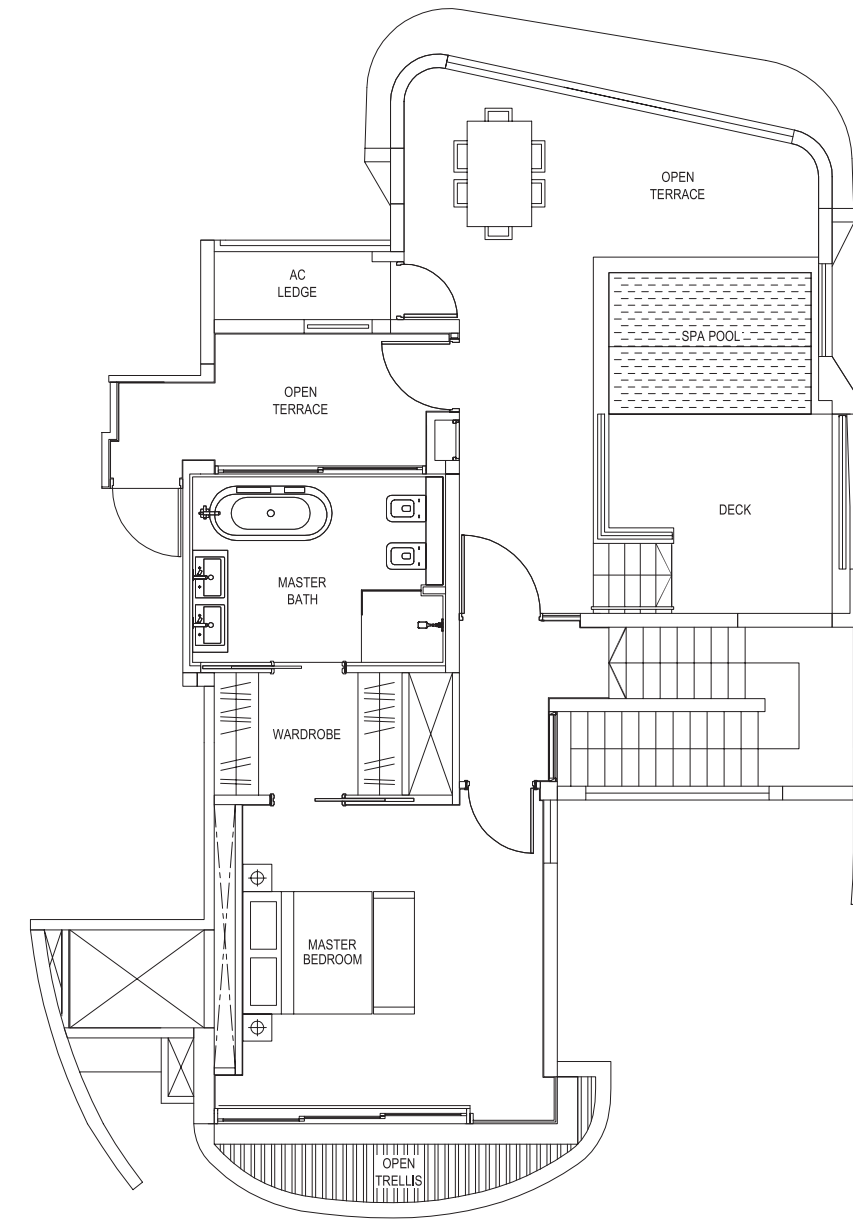 OPEN
TERRACE
AC
LEDGE
SPA POOL
OPEN
TERRACE
DECK
MASTER
BATH
WARDROBE
MASTER
BEDROOM
OPEN
TRELLIS